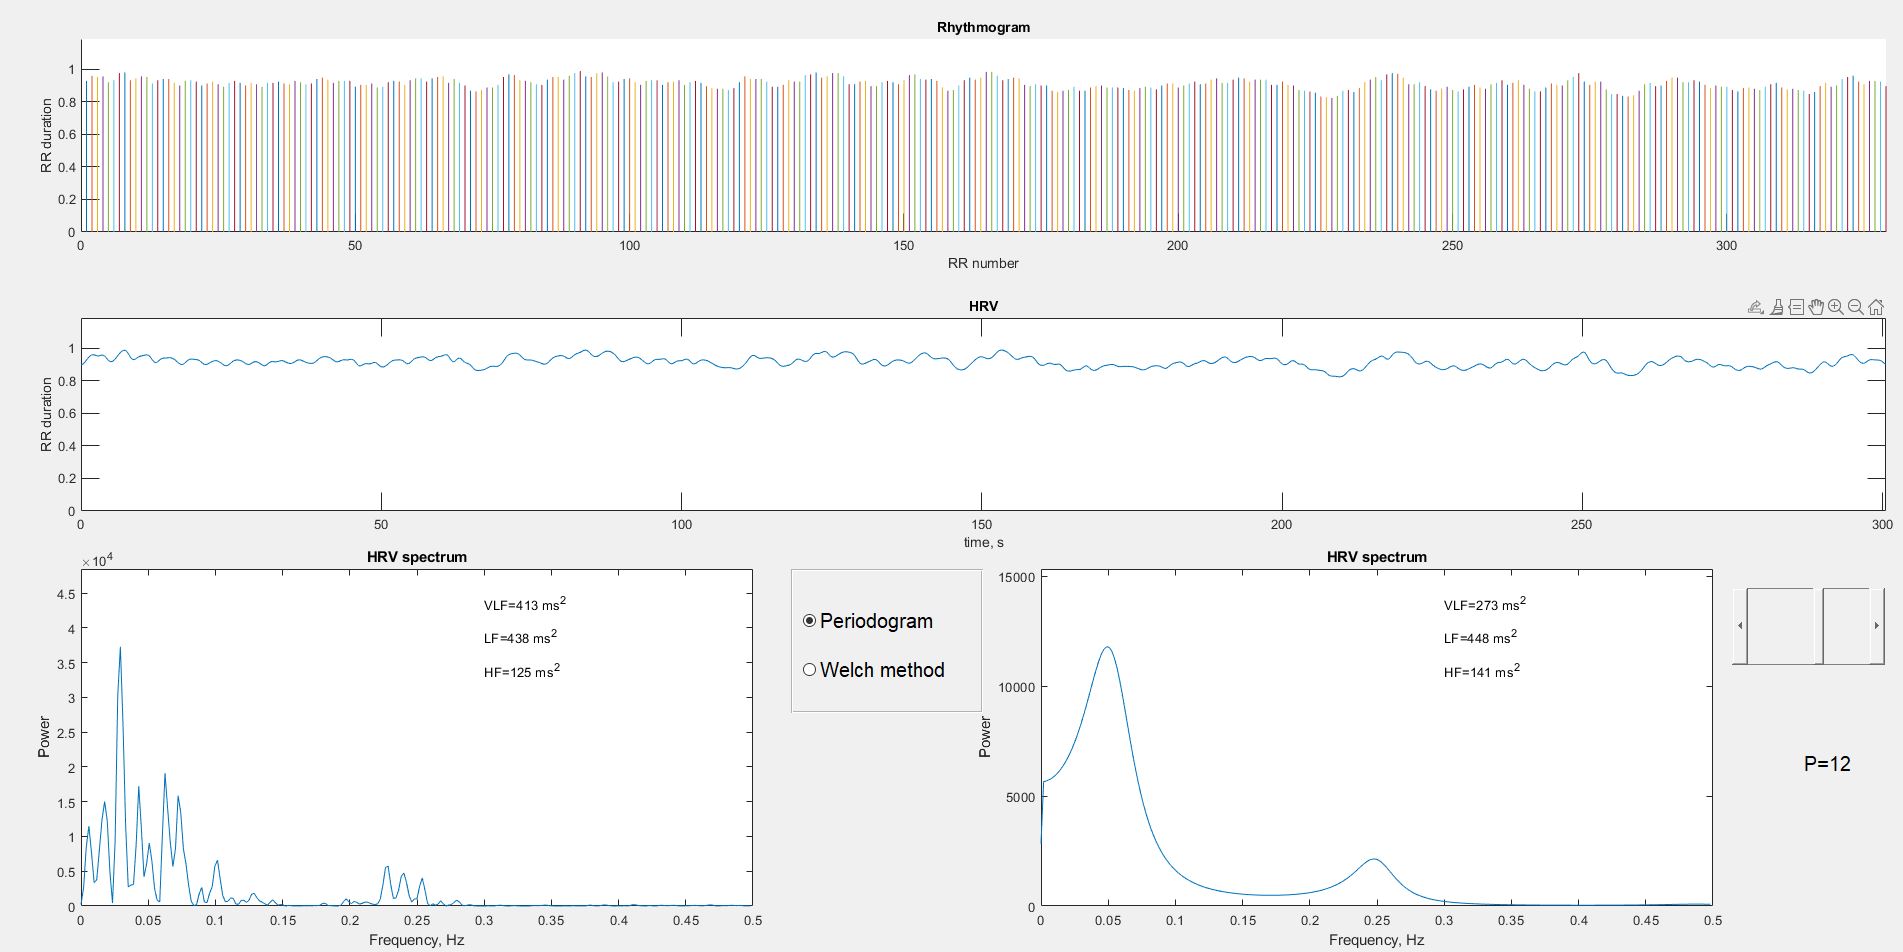 Rhythmogram
RR duration
1
0.8
0.6
0.4
0.2
0
0 50 100 150 200 250 300
RR number
HRV
RR duration
1
0.8
0.6
0.4
0.2
0
0 50 100 150 200 250 300
time, s
HRV spectrum
×10^4
Power
4.5
4
3.5
3
2.5
2
1.5
1
0.5
0
VLF=413 ms^2
LF=438 ms^2
HF=125 ms^2
0 0.05 0.1 0.15 0.2 0.25 0.3 0.35 0.4 0.45 0.5
Frequency, Hz
Periodogram
Welch method
HRV spectrum
Power
15000
10000
5000
0
VLF=273 ms^2
LF=448 ms^2
HF=141 ms^2
0 0.05 0.1 0.15 0.2 0.25 0.3 0.35 0.4 0.45 0.5
Frequency, Hz
P=12